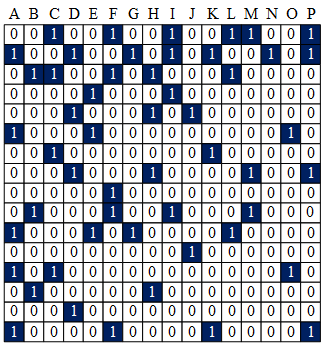 A B C D E F G H I J K L M N O P
0 0 1 0 0 1 0 0 1 0 0 1 1 0 0 1
1 0 0 1 0 0 1 0 1 0 1 0 0 1 0 1
0 1 1 0 0 1 0 1 0 0 0 1 0 0 0 0
0 0 0 0 1 0 0 0 1 0 0 0 0 0 0 0
0 0 0 1 0 0 0 1 0 1 0 0 0 0 0 0
1 0 0 0 1 0 0 0 0 0 0 0 0 0 1 0
0 0 1 0 0 0 0 0 0 0 1 0 0 0 0 0
0 0 0 1 0 0 0 1 0 0 0 0 1 0 0 1
0 0 0 0 0 1 0 0 0 0 0 0 0 0 0 0
0 1 0 0 0 1 0 0 1 0 0 0 1 0 0 0
1 0 0 0 1 0 1 0 0 0 0 1 0 0 0 0
0 0 0 0 0 0 0 0 0 1 0 0 0 0 0 0
1 0 1 0 0 0 0 0 0 0 0 0 0 0 1 0
0 1 0 0 0 0 0 1 0 0 0 0 0 0 0 0
0 0 0 1 0 0 0 0 0 0 0 0 0 0 0 0
1 0 0 0 0 1 0 0 0 0 1 0 0 0 0 1